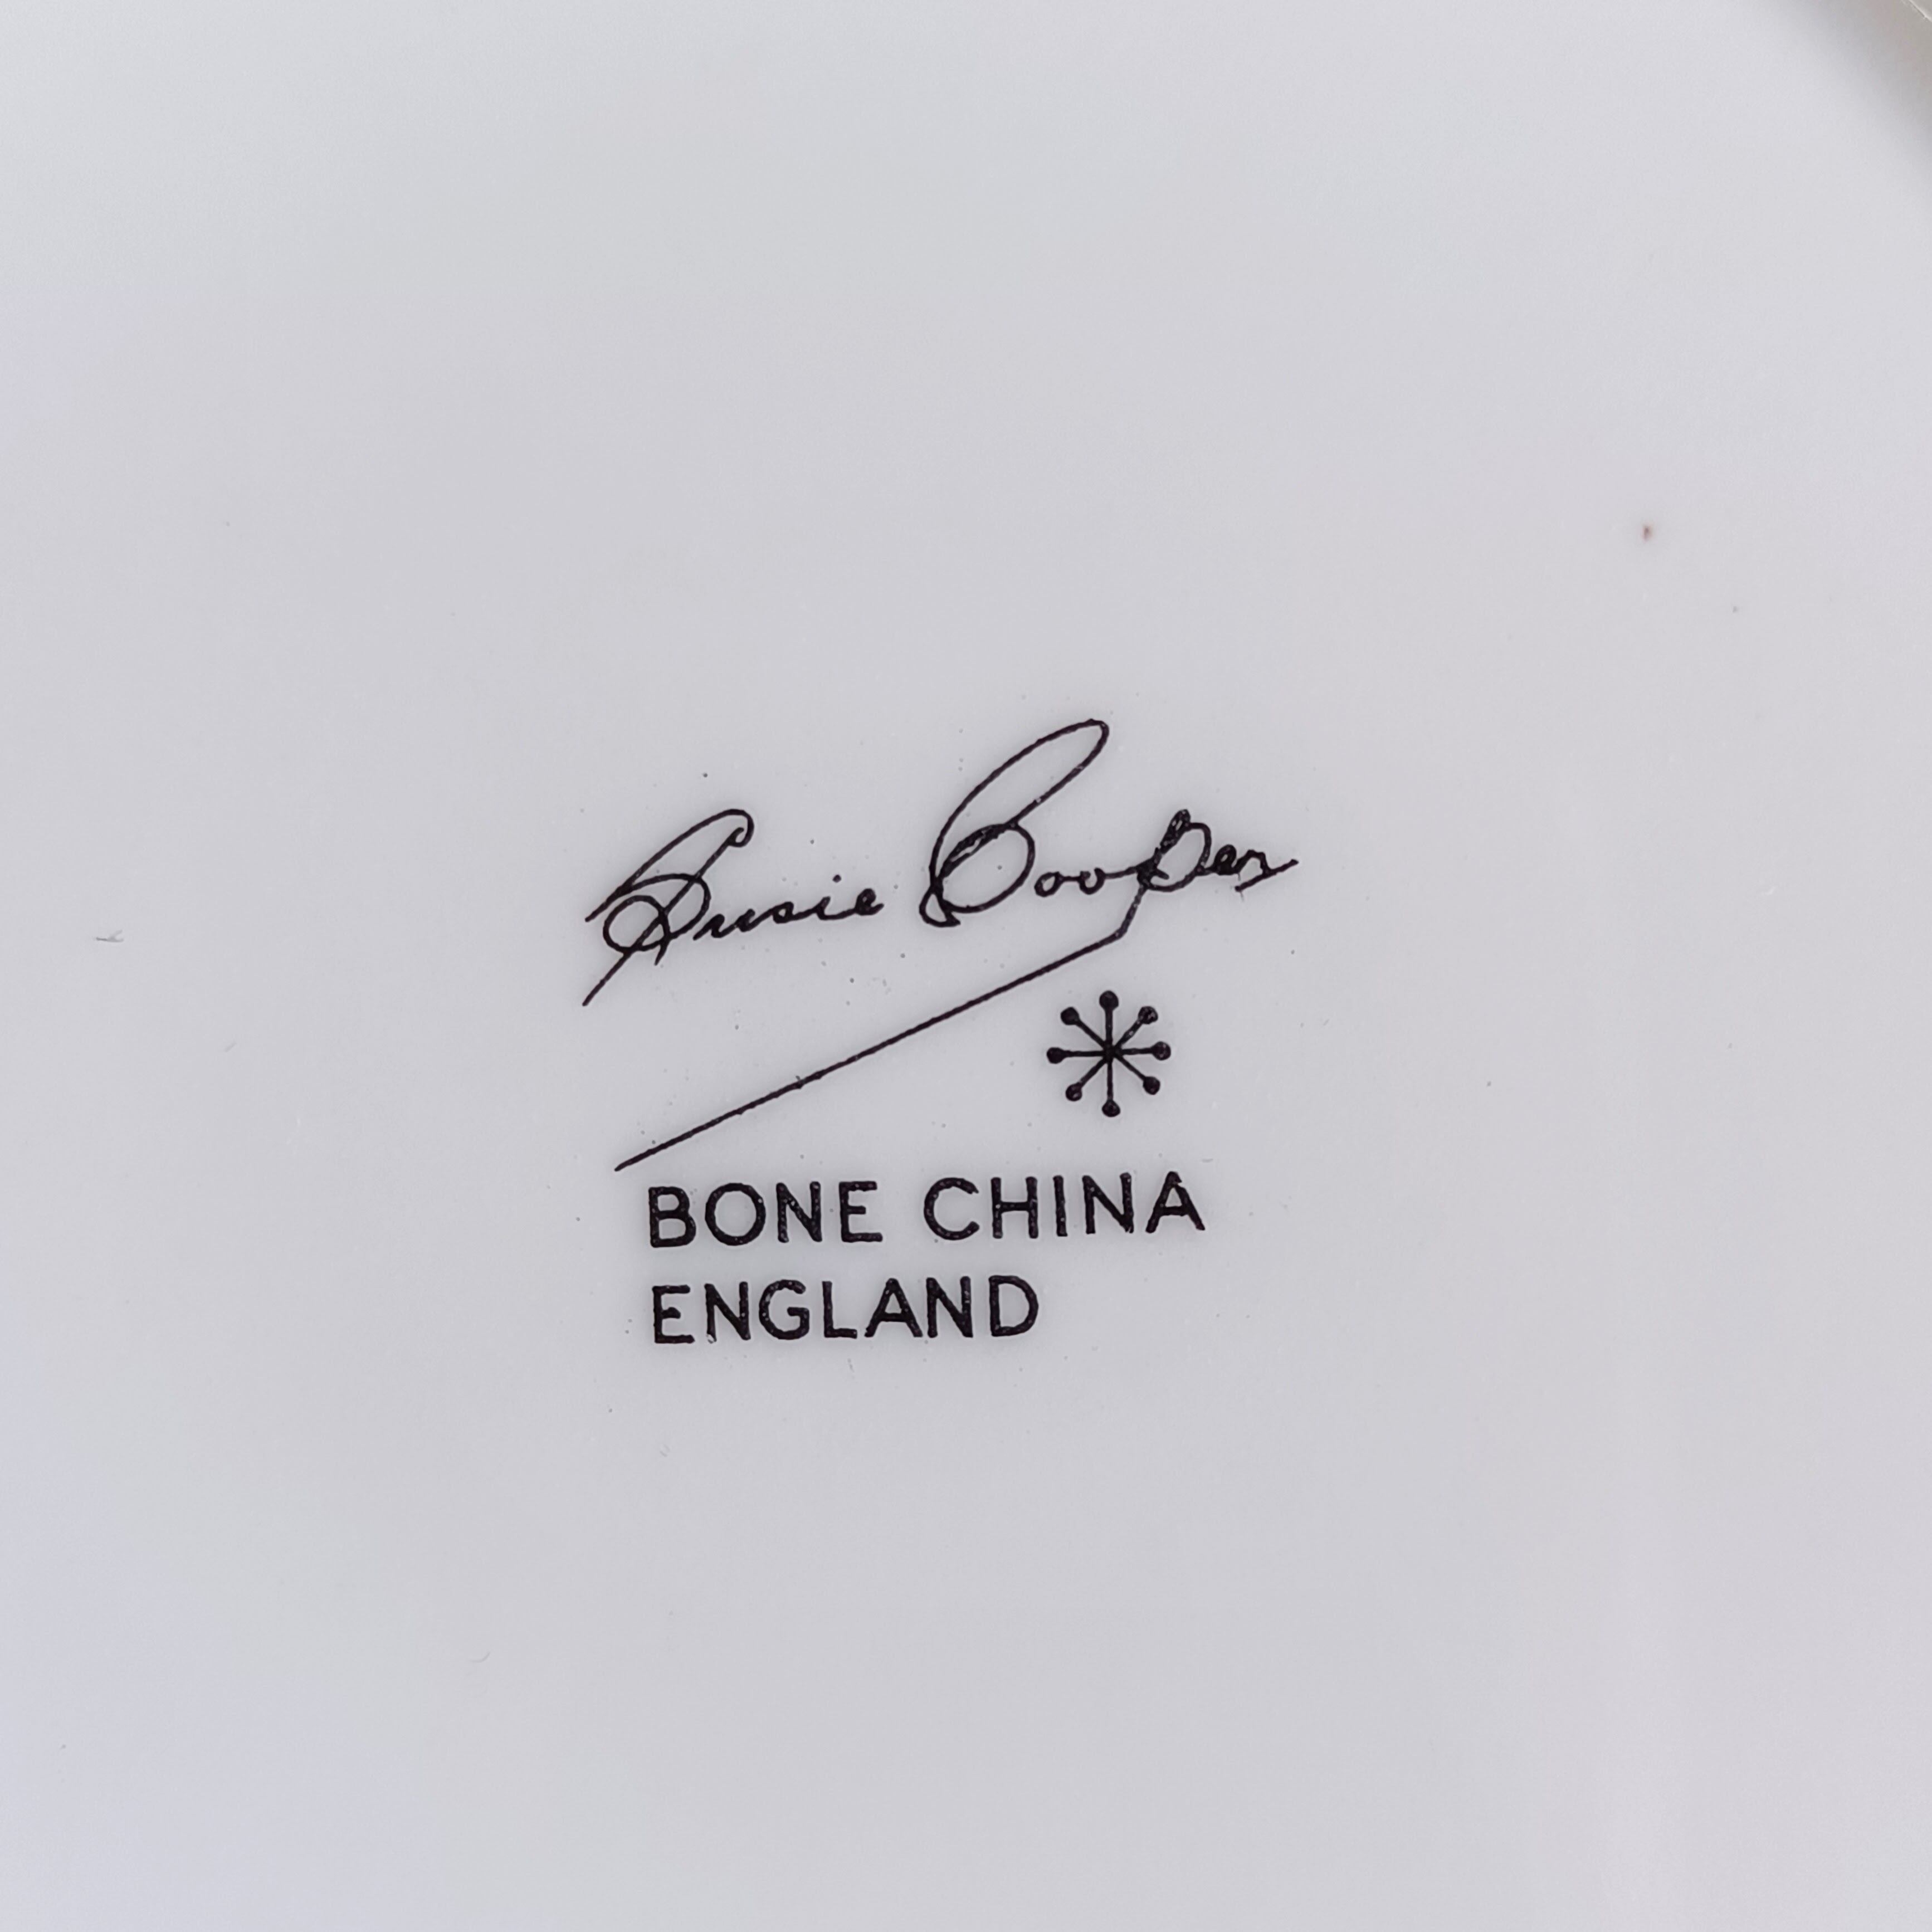 Susie Cooper
BONE CHINA
ENGLAND